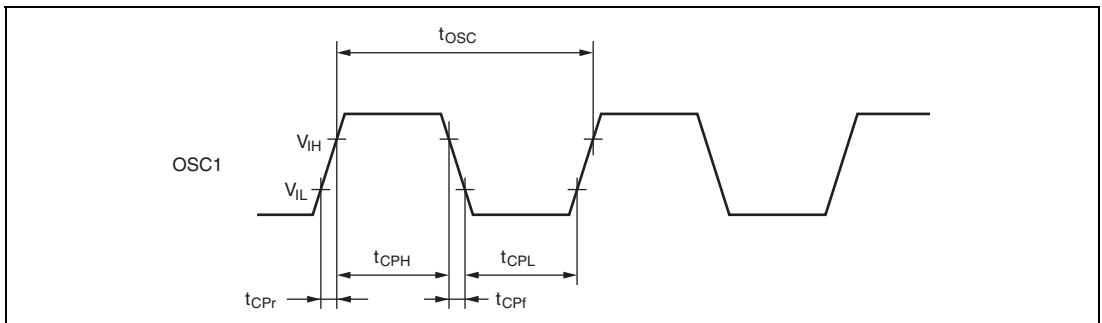 tOSC
VIH
OSC1
VIL
tCPH
tCPL
tCPr
tCPf